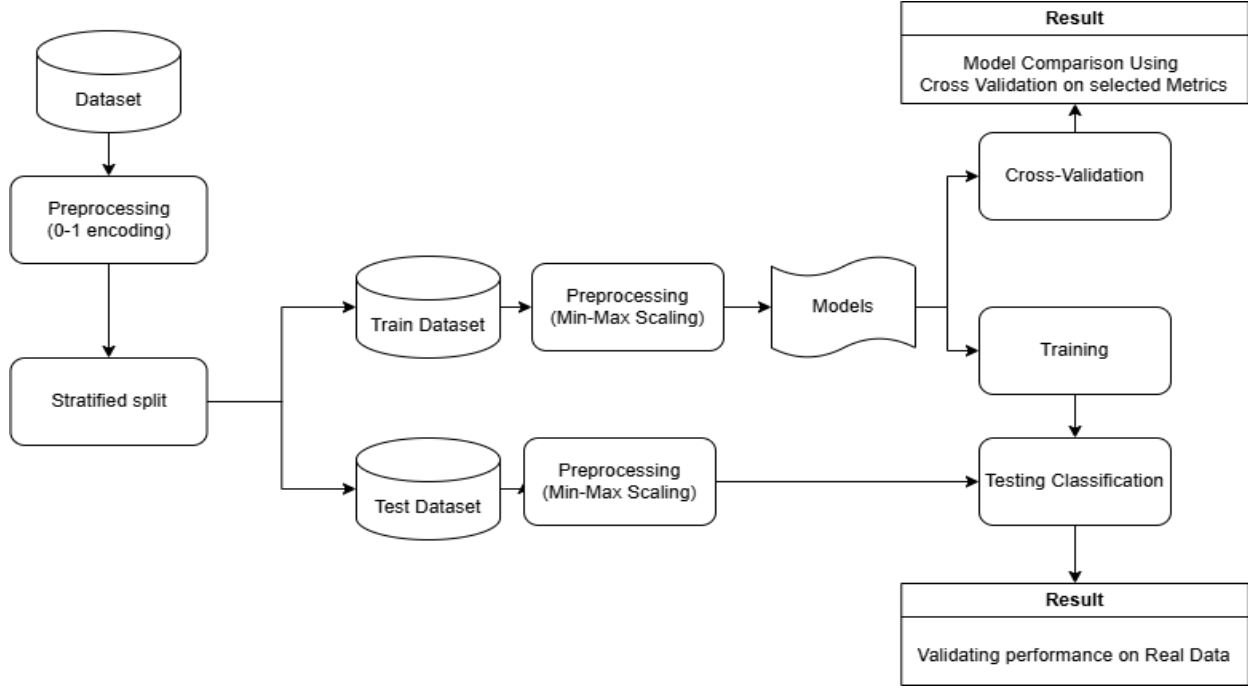 Dataset
Preprocessing
(0-1 encoding)
Stratified split
Train Dataset
Preprocessing
(Min-Max Scaling)
Models
Test Dataset
Preprocessing
(Min-Max Scaling)
Result
Model Comparison Using
Cross Validation on selected Metrics
Cross-Validation
Training
Testing Classification
Result
Validating performance on Real Data